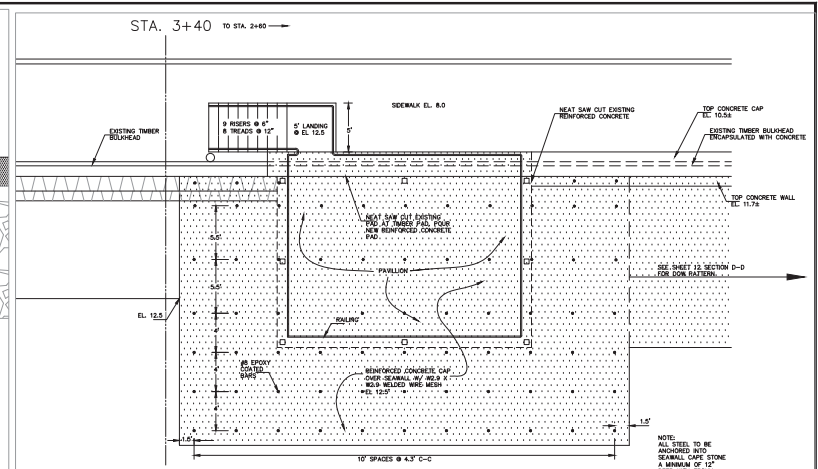 STA. 3+40 TO STA. 2+60
SIDEWALK EL. 8.0
NEAT SAW CUT EXISTING
REINFORCED CONCRETE
TOP CONCRETE CAP
EL. 10.5±
EXISTING TIMBER
BULKHEAD
9 RISERS @ 6"
8 TREADS @ 12"
5' LANDING
@ EL 12.5
5'
EXISTING TIMBER BULKHEAD
ENCAPSULATED WITH CONCRETE
TOP CONCRETE WALL
EL. 11.7±
NEAT SAW CUT EXISTING
PAD AT TIMBER PAD, POUR
NEW REINFORCED CONCRETE
PAD
5.5'
PAVILLION
SEE SHEET 12 SECTION D-D
FOR DOW PATTERN
5.5'
EL. 12.5
RAILING
4'
#8 EPOXY
COATED
BARS
4'
REINFORCED CONCRETE CAP
OVER SEAWALL W/ W2.9 X
W2.9 WELDED WIRE MESH
EL 12.5'
4'
1.5'
1.5'
10' SPACES @ 4.3' C-C
NOTE:
ALL STEEL TO BE
ANCHORED INTO
SEAWALL CAPE STONE
A MINIMUM OF 12"